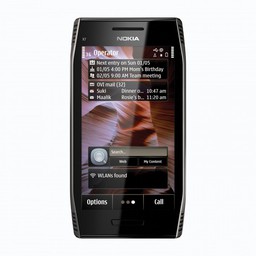 NOKIA
Operator
Next entry on Sun 01/05
01/05 4:00 PM Mom's Birthday
02/05 9:00 AM Team meeting
OVI mail (12)
Suki Dinner o... 10:47 am
Maalik Rosie's b... 11:20 am
Search...
Web My Content
WLANs found
Options Call